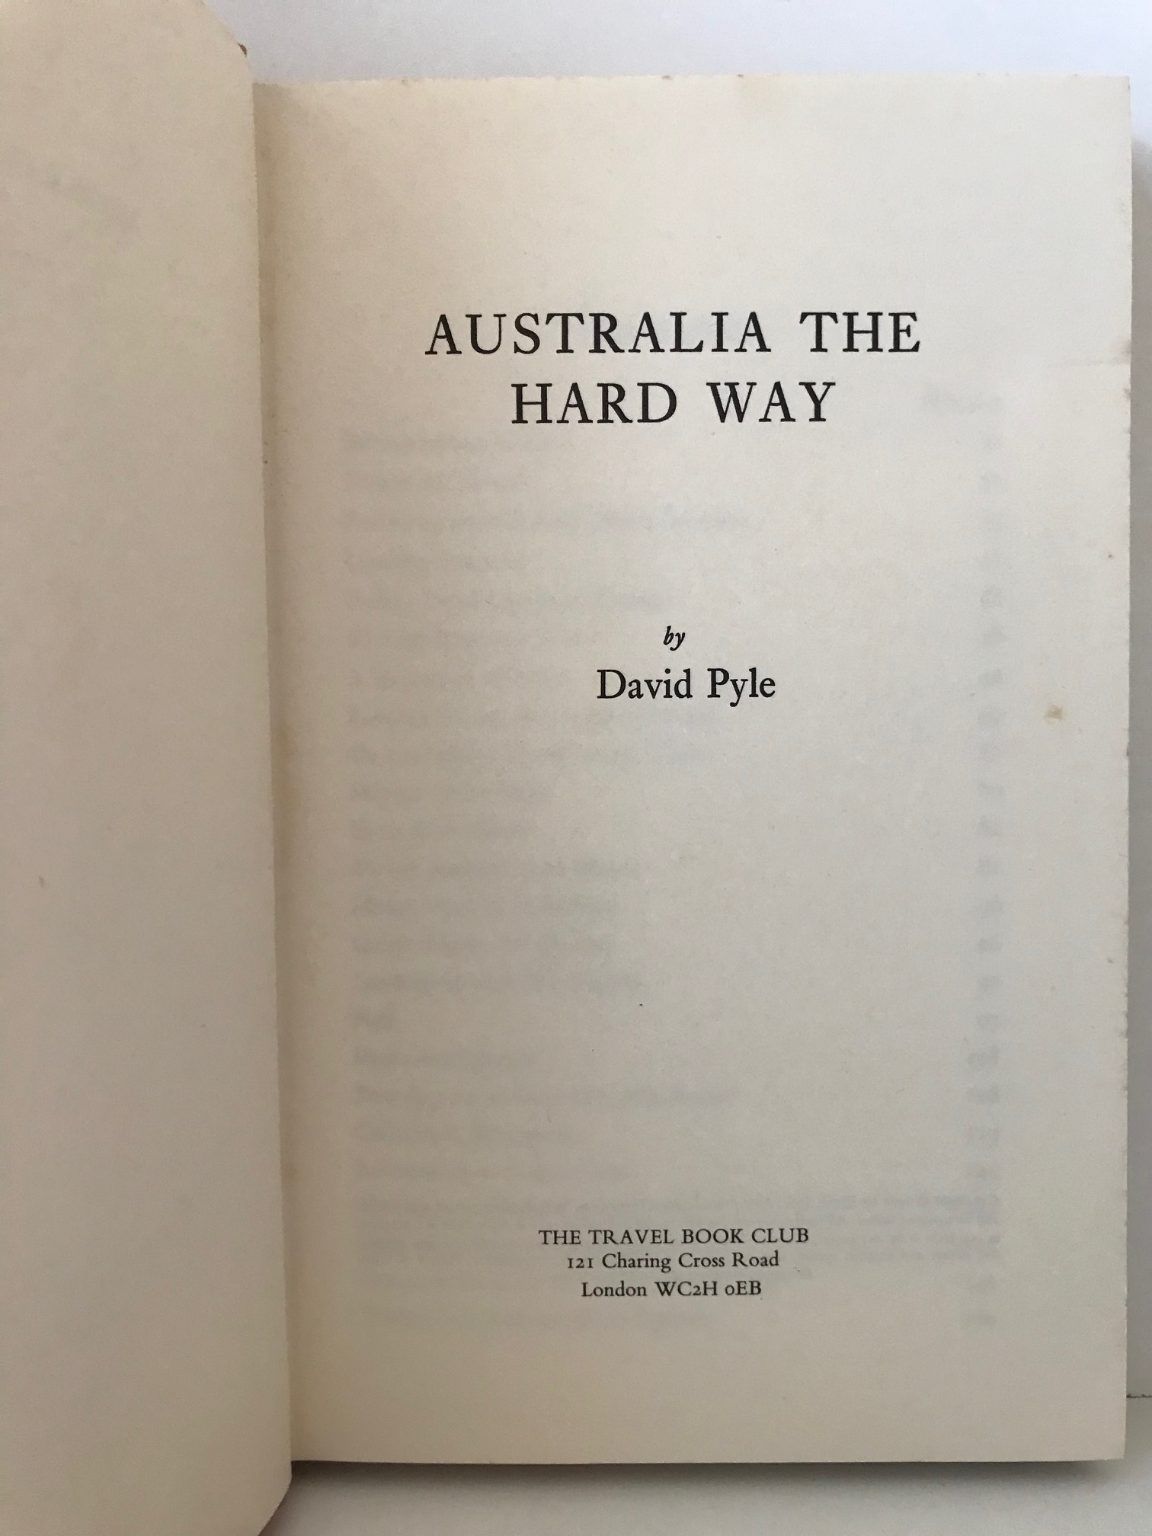 AUSTRALIA THE
HARD WAY
by
David Pyle
THE TRAVEL BOOK CLUB
121 Charing Cross Road
London WC2H 0EB